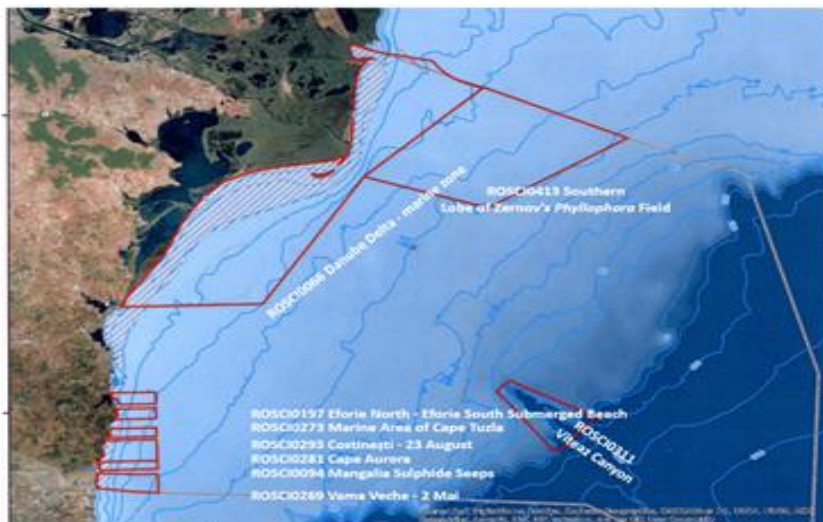 ROSCI0413 Southern
Lobe of Zernov's Phyllophora Field
ROSCI0066 Danube Delta - marine zone
ROSCI0197 Eforie North - Eforie South Submerged Beach
ROSCI0273 Marine Area of Cape Tuzla
ROSCI0293 Costinesti - 23 August
ROSCI0281 Cape Aurora
ROSCI0094 Mangalia Sulphide Seeps
ROSCI0269 Vama Veche - 2 Mai
ROSCI0311
Viteaz Canyon